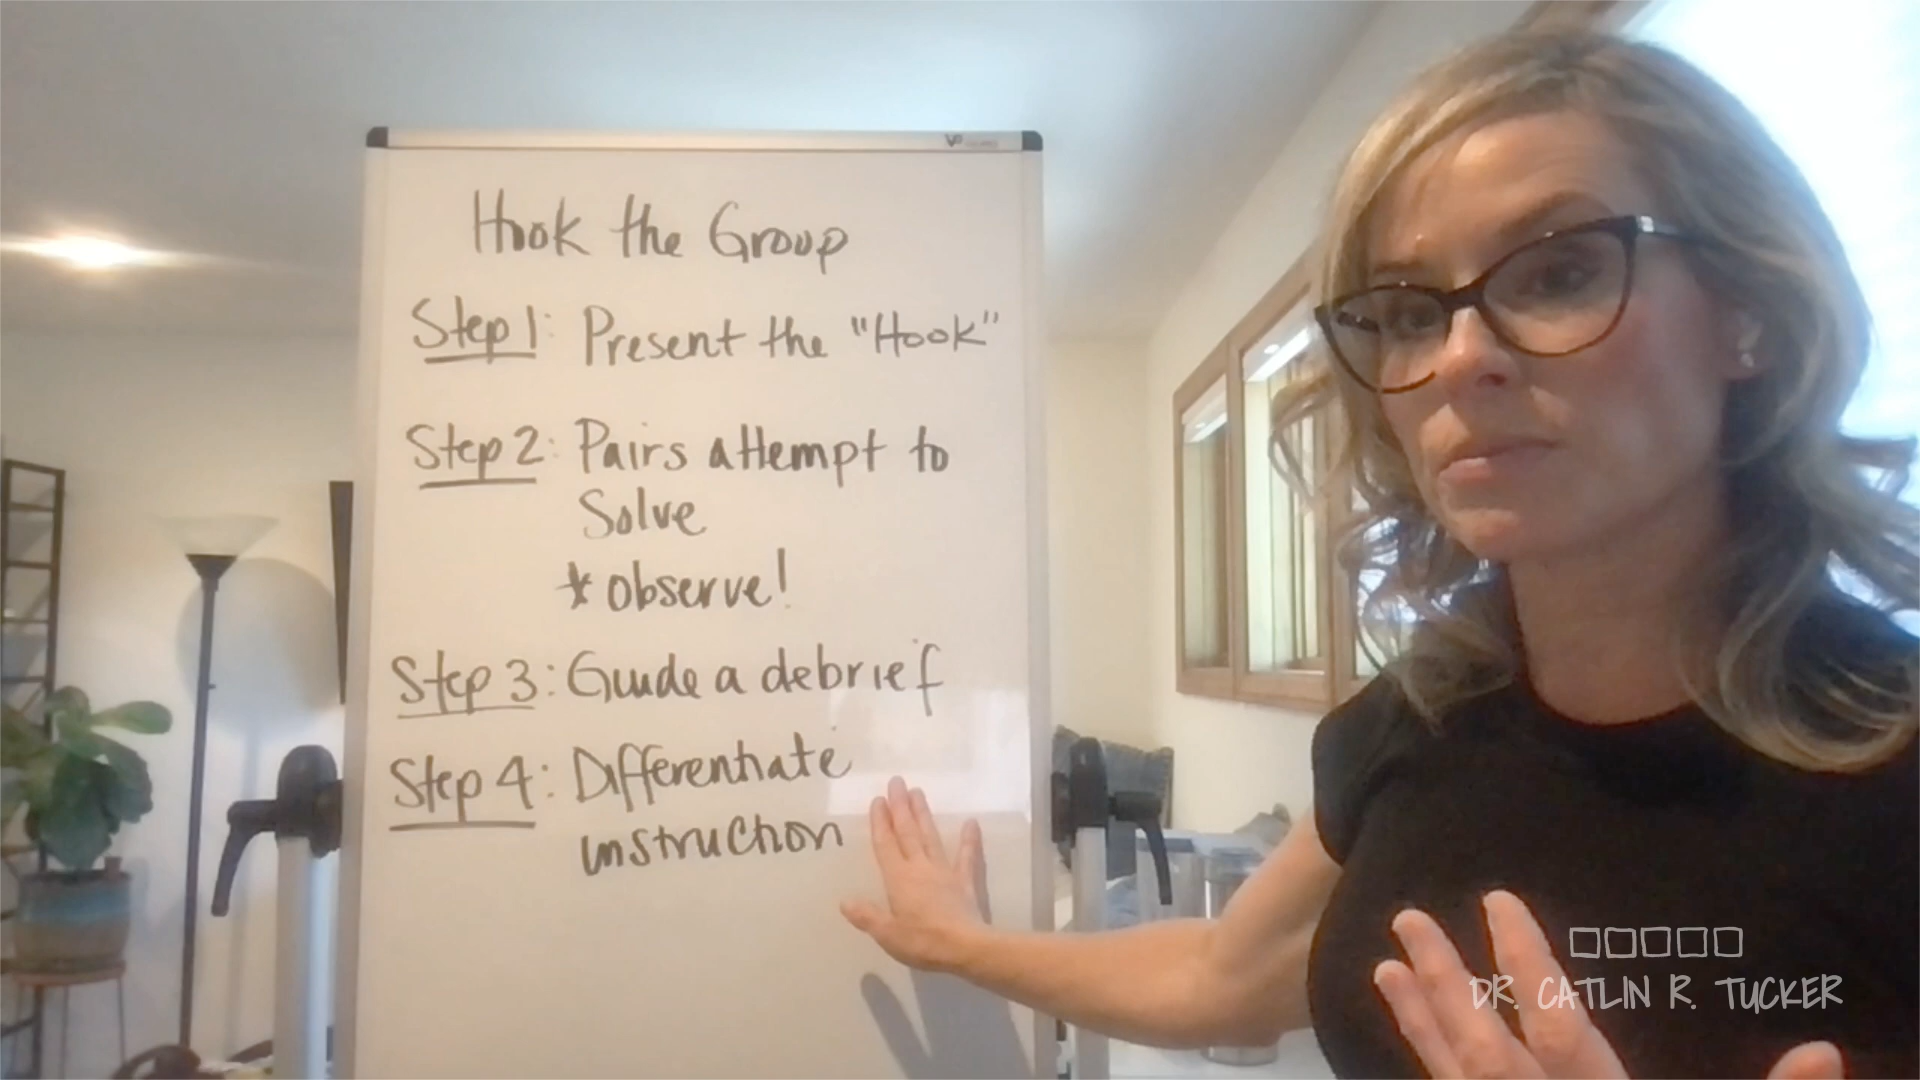 Hook the Group
Step 1: Present the "Hook"
Step 2: Pairs attempt to
Solve
* observe!
Step 3: Guide a debrief
Step 4: Differentiate
instruction
DR. CATLIN R. TUCKER